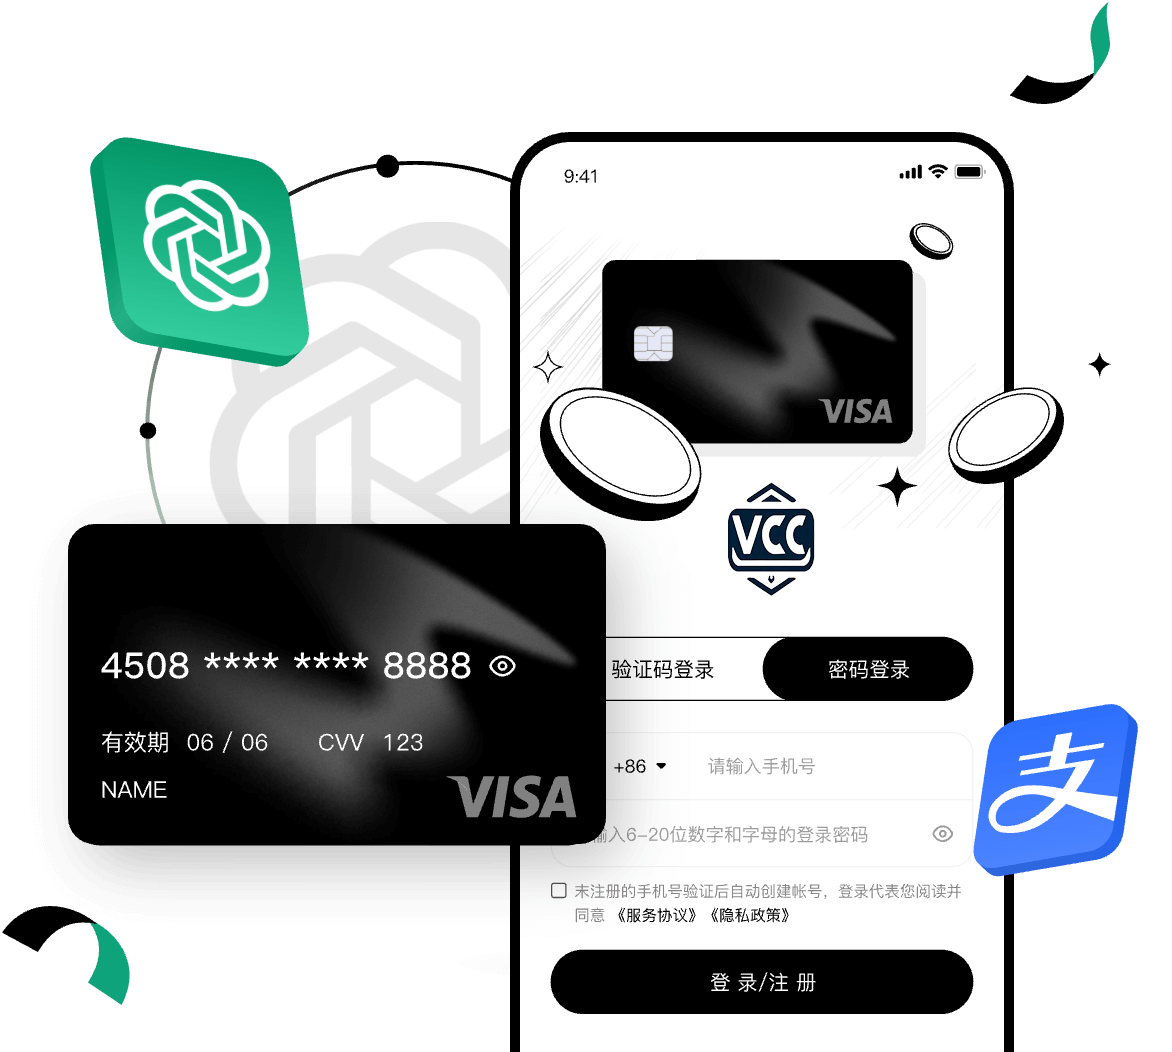 9:41
VISA
VCC
4508 **** **** 8888
有效期 06 / 06 CVV 123
NAME
VISA
验证码登录
密码登录
+86 请输入手机号
输入6-20位数字和字母的登录密码
支
未注册的手机号验证后自动创建帐号，登录代表您阅读并
同意 《服务协议》《隐私政策》
登 录/注 册